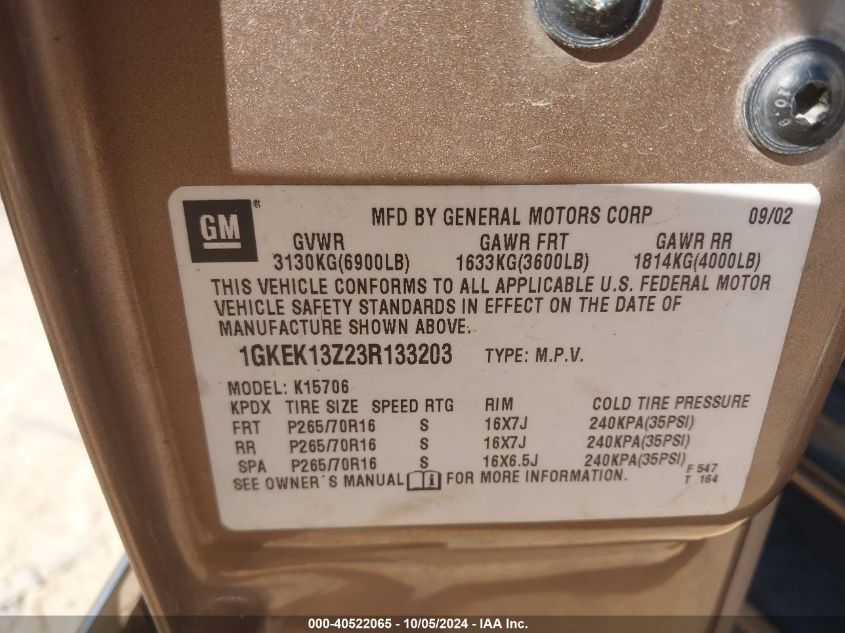 GM®
MFD BY GENERAL MOTORS CORP 09/02
GVWR GAWR FRT GAWR RR
3130KG(6900LB) 1633KG(3600LB) 1814KG(4000LB)
THIS VEHICLE CONFORMS TO ALL APPLICABLE U.S. FEDERAL MOTOR
VEHICLE SAFETY STANDARDS IN EFFECT ON THE DATE OF
MANUFACTURE SHOWN ABOVE.
1GKEK13Z23R133203 TYPE: M.P.V.
MODEL: K15706
KPDX TIRE SIZE SPEED RTG RIM COLD TIRE PRESSURE
FRT P265/70R16 S 16X7J 240KPA(35PSI)
RR P265/70R16 S 16X7J 240KPA(35PSI)
SPA P265/70R16 S 16X6.5J 240KPA(35PSI)
SEE OWNER'S MANUAL FOR MORE INFORMATION.
F 547
T 164
10.9
000-40522065 - 10/05/2024 - IAA Inc.